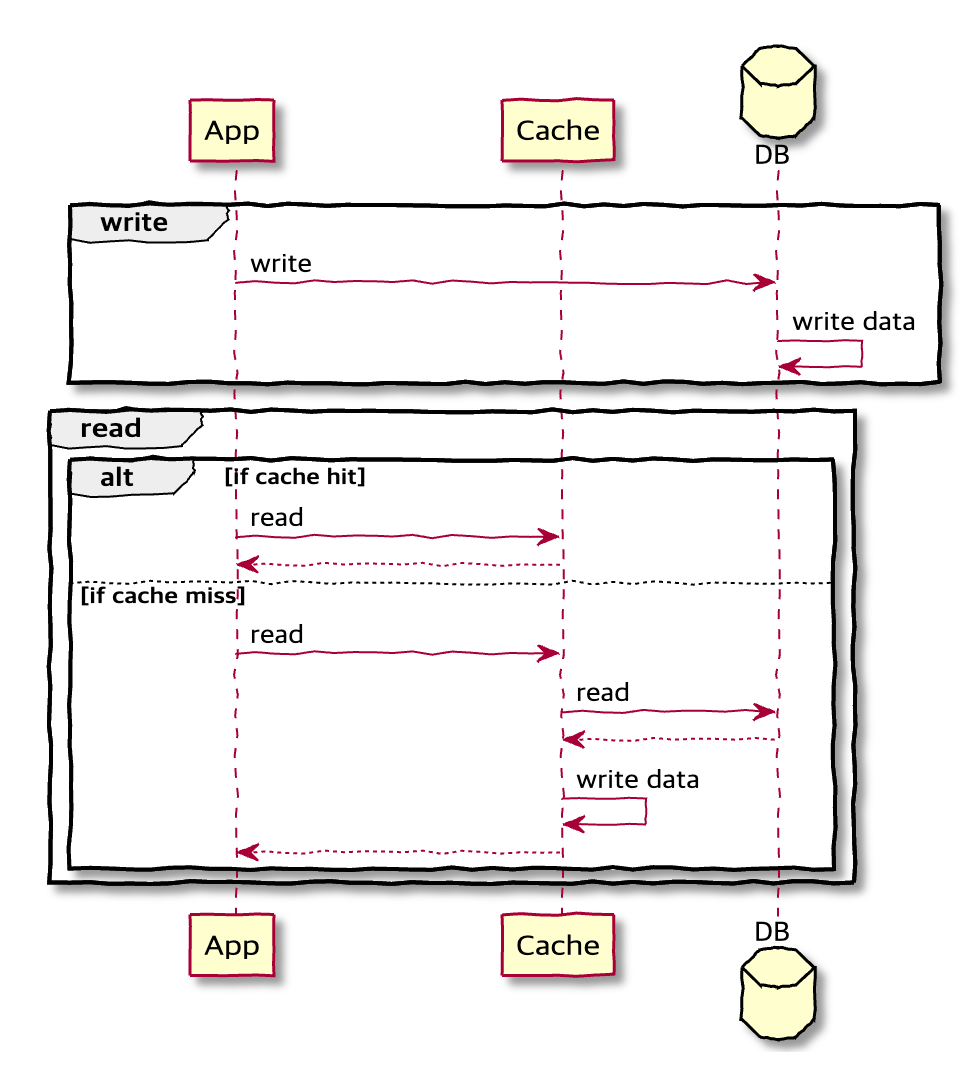 App
Cache
DB
write
write
write data
read
alt
[if cache hit]
read
[if cache miss]
read
read
write data
App
Cache
DB